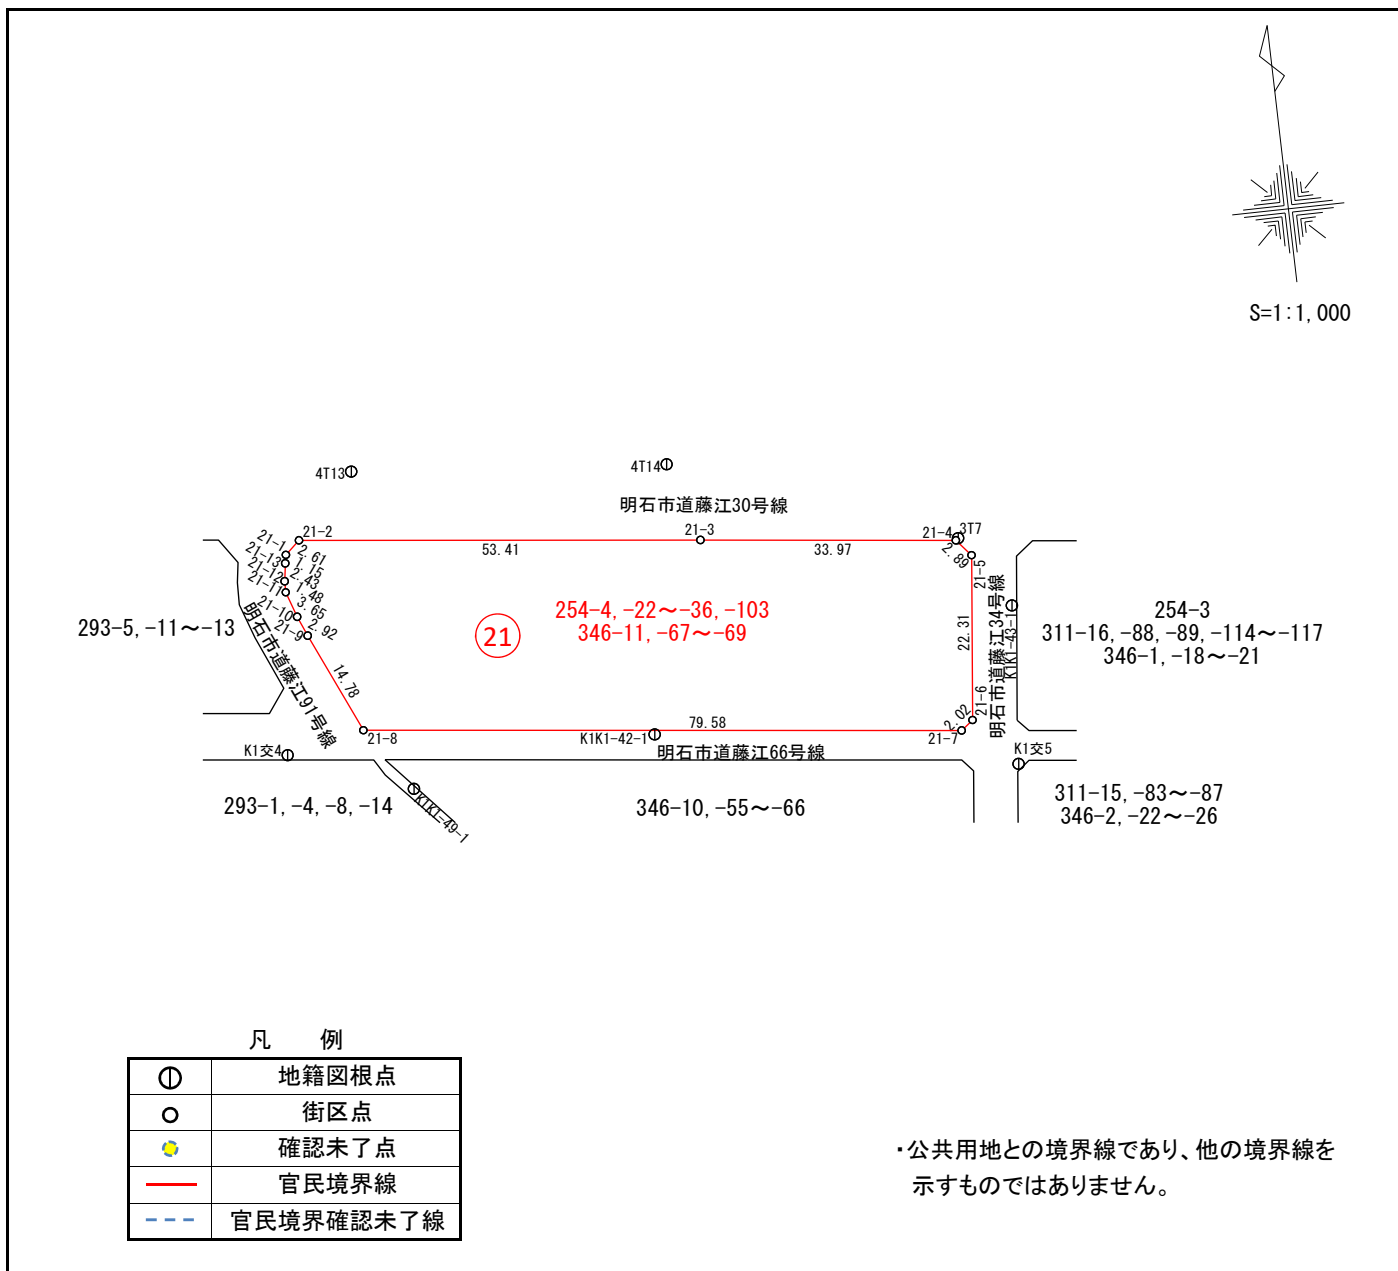 S=1:1,000
4T13
4T14
明石市道藤江30号線
21-2
21-3
21-4
3T7
21-1
2.61
53.41
33.97
2.89
21-5
21-13
1.15
21-12
2.43
21-11
1.48
3.65
21-10
2.92
21-9
14.78
明石市道藤江91号線
293-5, -11～-13
21
254-4, -22～-36, -103
346-11, -67～-69
22.31
明石市道藤江34号線
K1K1-43-1
254-3
311-16, -88, -89, -114～-117
346-1, -18～-21
21-6
2.02
21-7
21-8
79.58
K1K1-42-1
明石市道藤江66号線
K1交4
K1交5
K1K1-49-1
293-1, -4, -8, -14
346-10, -55～-66
311-15, -83～-87
346-2, -22～-26
凡 例
地籍図根点
街区点
確認未了点
官民境界線
官民境界確認未了線
・公共用地との境界線であり、他の境界線を
示すものではありません。